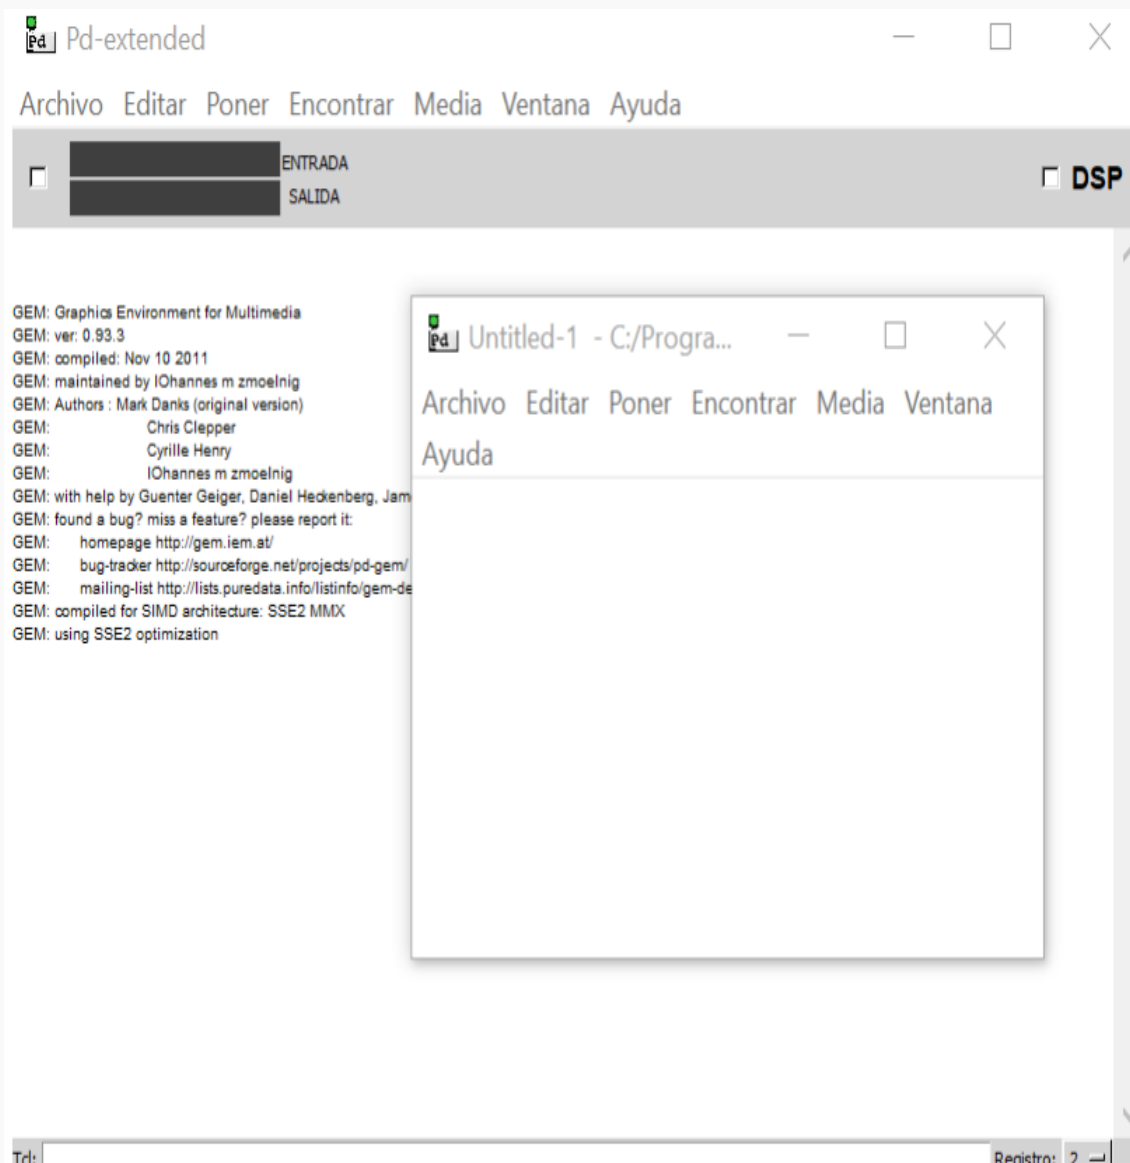 Pd-extended
Archivo Editar Poner Encontrar Media Ventana Ayuda
ENTRADA
SALIDA
DSP
GEM: Graphics Environment for Multimedia
GEM: ver: 0.93.3
GEM: compiled: Nov 10 2011
GEM: maintained by IOhannes m zmoelnig
GEM: Authors : Mark Danks (original version)
GEM: Chris Clepper
GEM: Cyrille Henry
GEM: IOhannes m zmoelnig
GEM: with help by Guenter Geiger, Daniel Heckenberg, Jam
GEM: found a bug? miss a feature? please report it:
GEM: homepage http://gem.iem.at/
GEM: bug-tracker http://sourceforge.net/projects/pd-gem/
GEM: mailing-list http://lists.puredata.info/listinfo/gem-de
GEM: compiled for SIMD architecture: SSE2 MMX
GEM: using SSE2 optimization
Pd Untitled-1 - C:/Progra...
Archivo Editar Poner Encontrar Media Ventana
Ayuda
Tcl:
Registro: 2